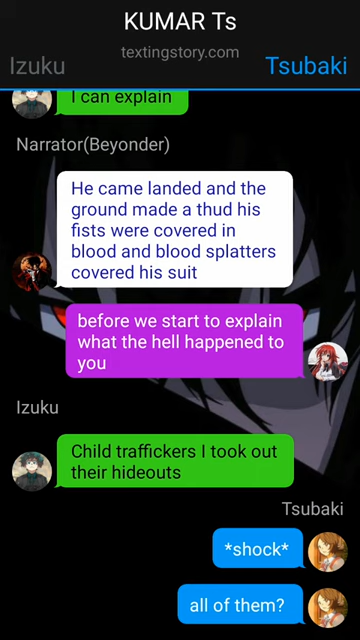 KUMAR Ts
textingstory.com
Izuku
Tsubaki
I can explain
Narrator(Beyonder)
He came landed and the
ground made a thud his
fists were covered in
blood and blood splatters
covered his suit
before we start to explain
what the hell happened to
you
Izuku
Child traffickers I took out
their hideouts
Tsubaki
*shock*
all of them?